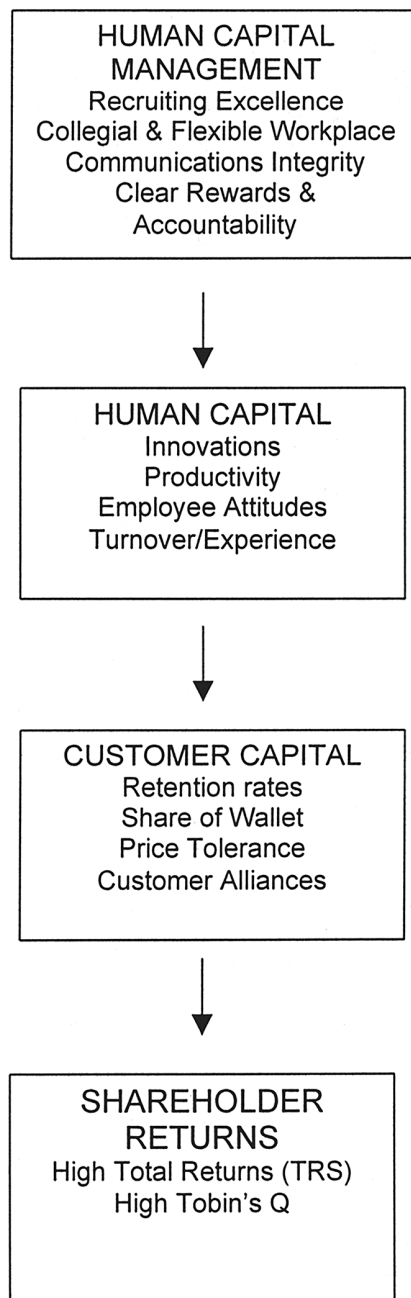 HUMAN CAPITAL
MANAGEMENT
Recruiting Excellence
Collegial & Flexible Workplace
Communications Integrity
Clear Rewards &
Accountability
HUMAN CAPITAL
Innovations
Productivity
Employee Attitudes
Turnover/Experience
CUSTOMER CAPITAL
Retention rates
Share of Wallet
Price Tolerance
Customer Alliances
SHAREHOLDER
RETURNS
High Total Returns (TRS)
High Tobin's Q